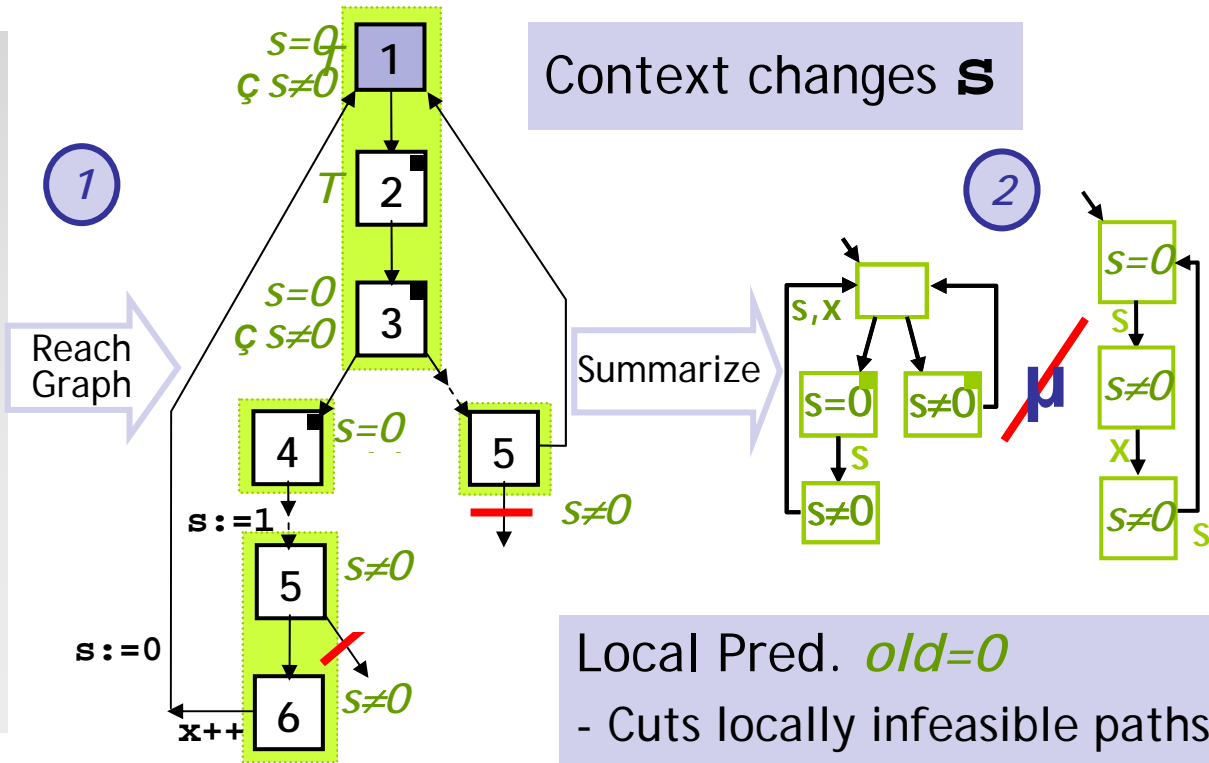 s=0
T
ç s≠0
1
Context changes s
1
T
2
2
s=0
ç s≠0
3
Reach
Graph
Summarize
s,x
s=0
s≠0
s
s≠0
μ
s=0
s
s≠0
x
s≠0
s
4
s=0
5
s≠0
s:=1
5
s≠0
s:=0
6
s≠0
x++
Local Pred. old=0
- Cuts locally infeasible paths